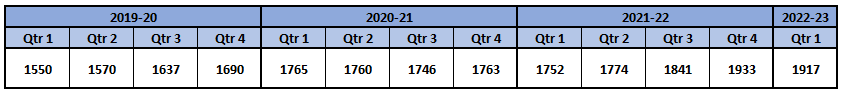 2019-20 2020-21 2021-22 2022-23
Qtr 1 Qtr 2 Qtr 3 Qtr 4 Qtr 1 Qtr 2 Qtr 3 Qtr 4 Qtr 1 Qtr 2 Qtr 3 Qtr 4 Qtr 1
1550 1570 1637 1690 1765 1760 1746 1763 1752 1774 1841 1933 1917